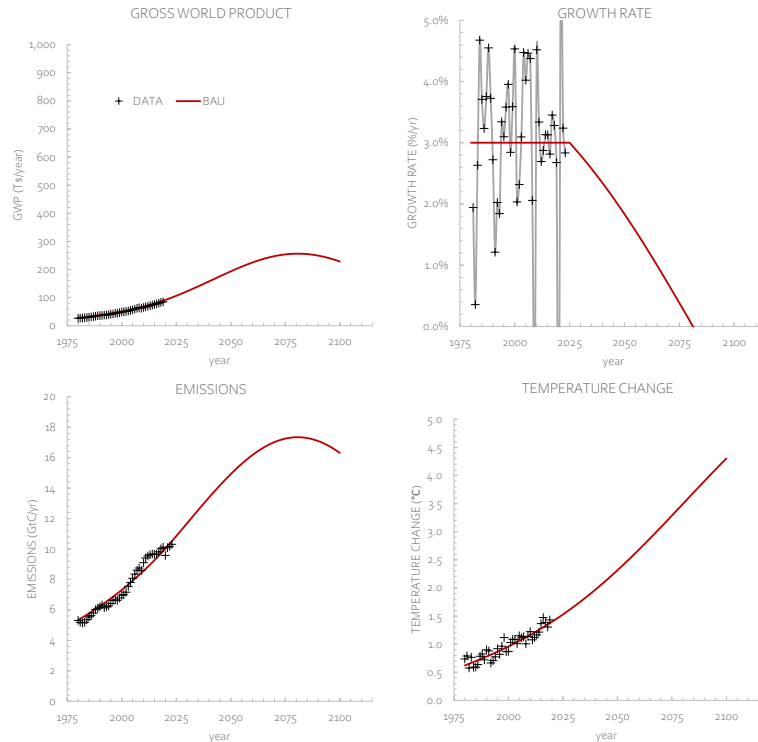 GROSS WORLD PRODUCT
1,000
900
800
700
600
500
400
300
200
100
0
GWP (T$/year)
DATA
BAU
1975 2000 2025 2050 2075 2100
year
GROWTH RATE
5.0%
4.0%
3.0%
2.0%
1.0%
0.0%
GROWTH RATE (%/yr)
1975 2000 2025 2050 2075 2100
year
EMISSIONS
20
18
16
14
12
10
8
6
4
2
0
EMISSIONS (GtC/yr)
1975 2000 2025 2050 2075 2100
year
TEMPERATURE CHANGE
5.0
4.5
4.0
3.5
3.0
2.5
2.0
1.5
1.0
0.5
0.0
TEMPERATURE CHANGE (°C)
1975 2000 2025 2050 2075 2100
year